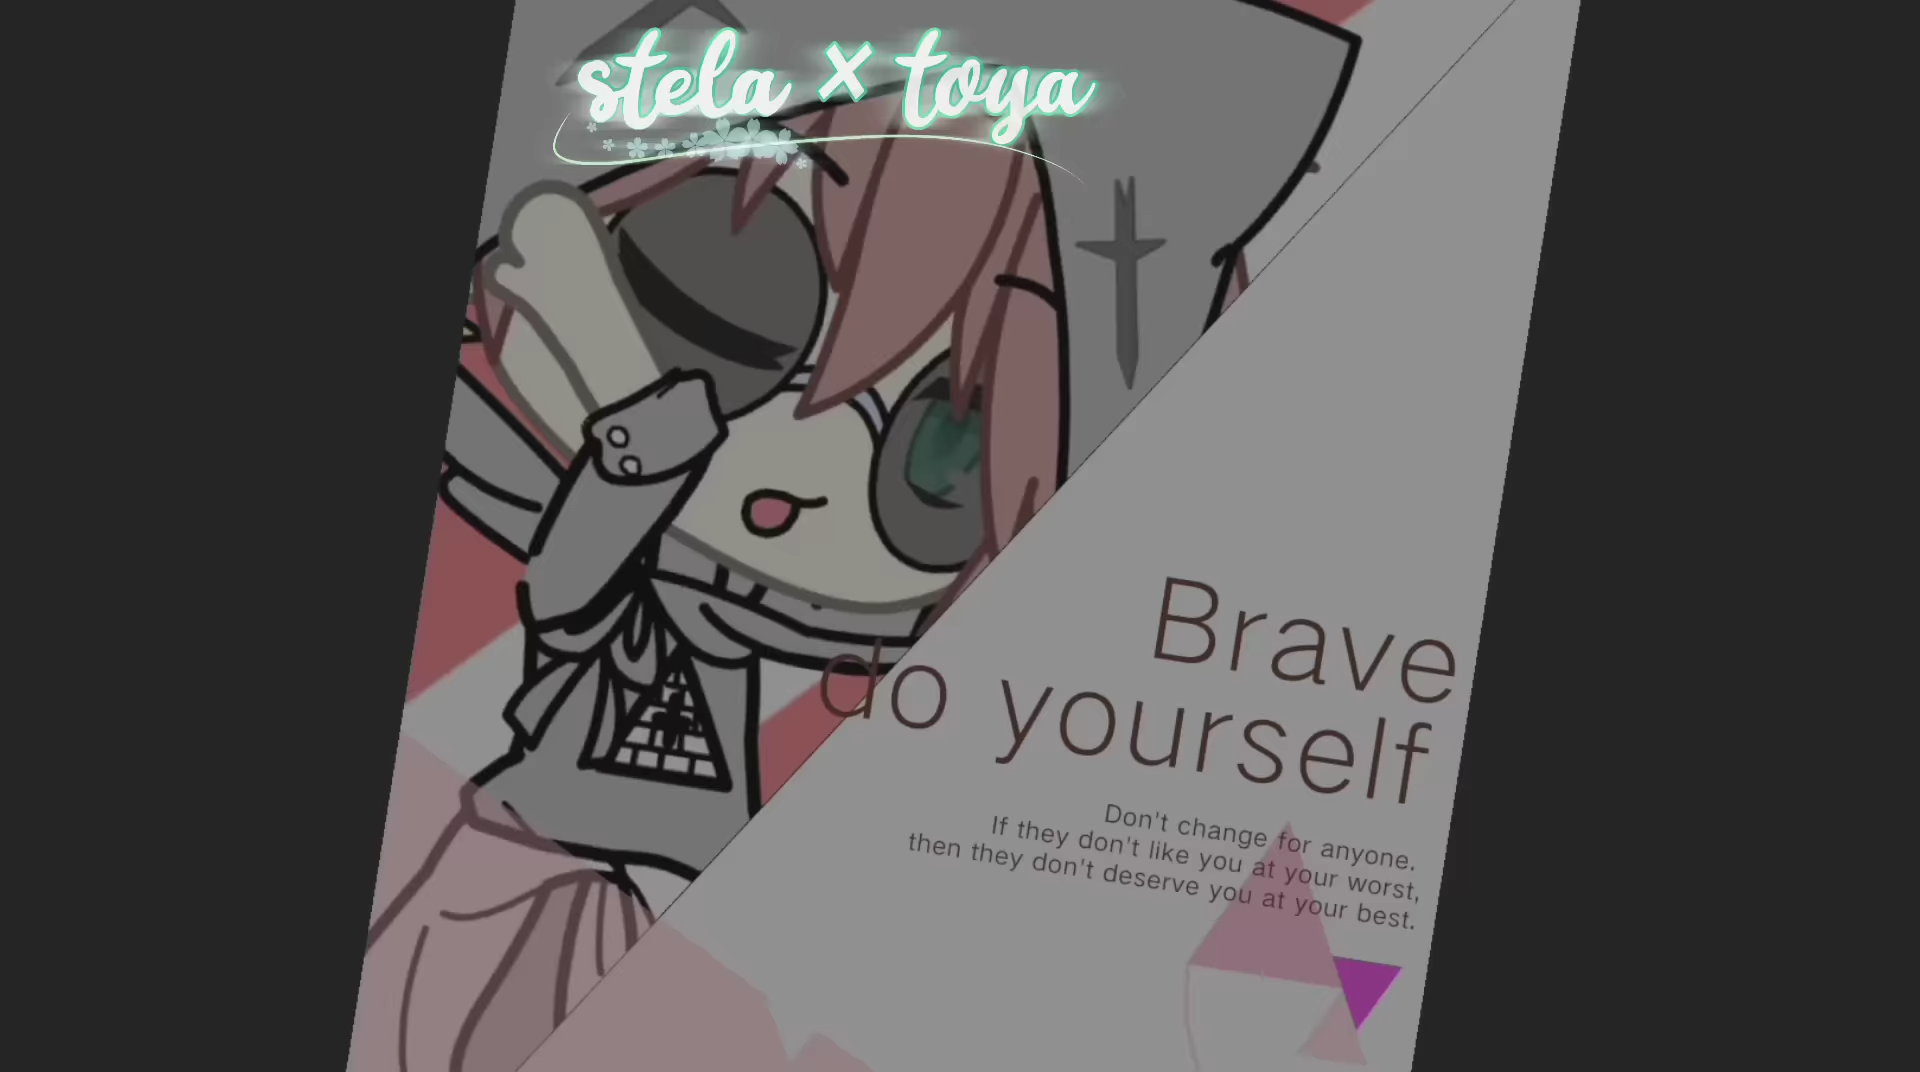 stela × toya
Brave
do yourself
Don't change for anyone.
If they don't like you at your worst,
then they don't deserve you at your best.